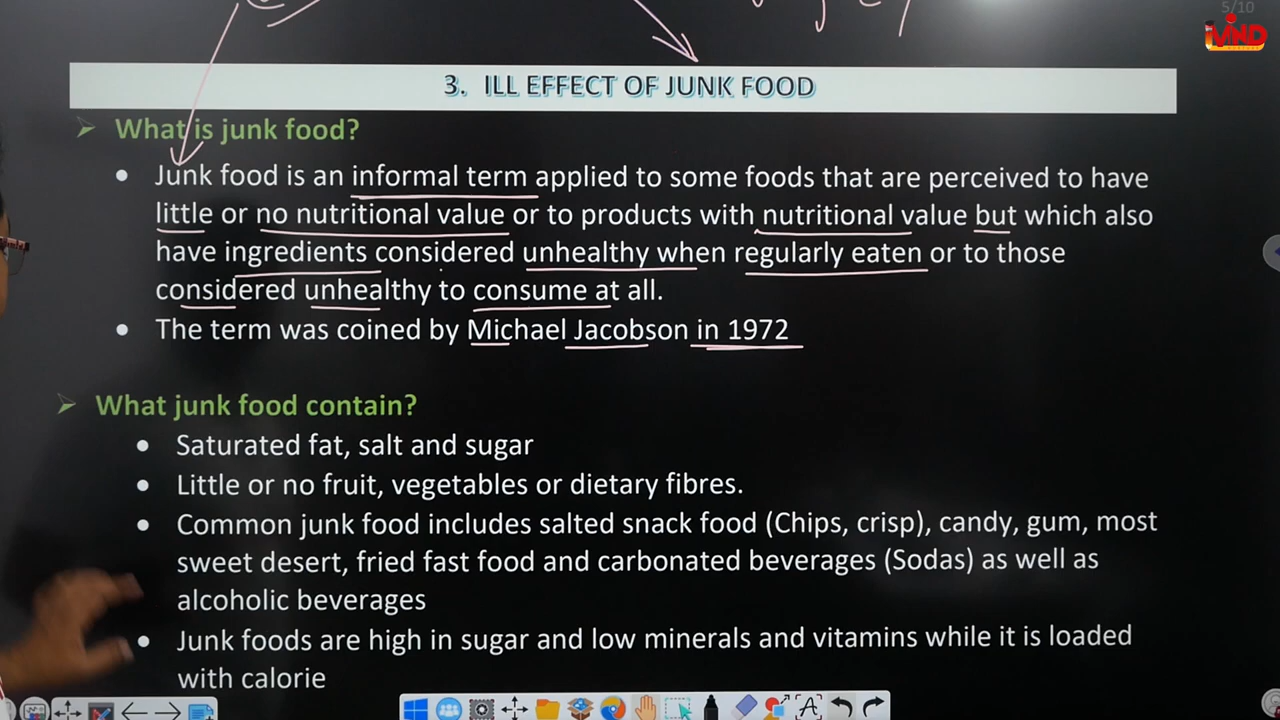 5/10
iMIND
3. ILL EFFECT OF JUNK FOOD
➢ What is junk food?
• Junk food is an informal term applied to some foods that are perceived to have
little or no nutritional value or to products with nutritional value but which also
have ingredients considered unhealthy when regularly eaten or to those
considered unhealthy to consume at all.
• The term was coined by Michael Jacobson in 1972
➢ What junk food contain?
• Saturated fat, salt and sugar
• Little or no fruit, vegetables or dietary fibres.
• Common junk food includes salted snack food (Chips, crisp), candy, gum, most
sweet desert, fried fast food and carbonated beverages (Sodas) as well as
alcoholic beverages
• Junk foods are high in sugar and low minerals and vitamins while it is loaded
with calorie